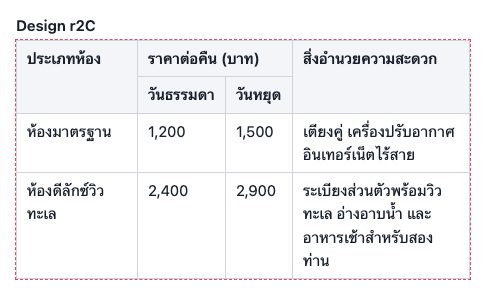 Design r2C
ประเภทห้อง ราคาต่อคืน (บาท) สิ่งอำนวยความสะดวก
วันธรรมดา วันหยุด
ห้องมาตรฐาน 1,200 1,500 เตียงคู่ เครื่องปรับอากาศ
อินเทอร์เน็ตไร้สาย
ห้องดีลักซ์วิว 2,400 2,900 ระเบียงส่วนตัวพร้อมวิว
ทะเล ทะเล อ่างอาบน้ำ และ
อาหารเช้าสำหรับสอง
ท่าน